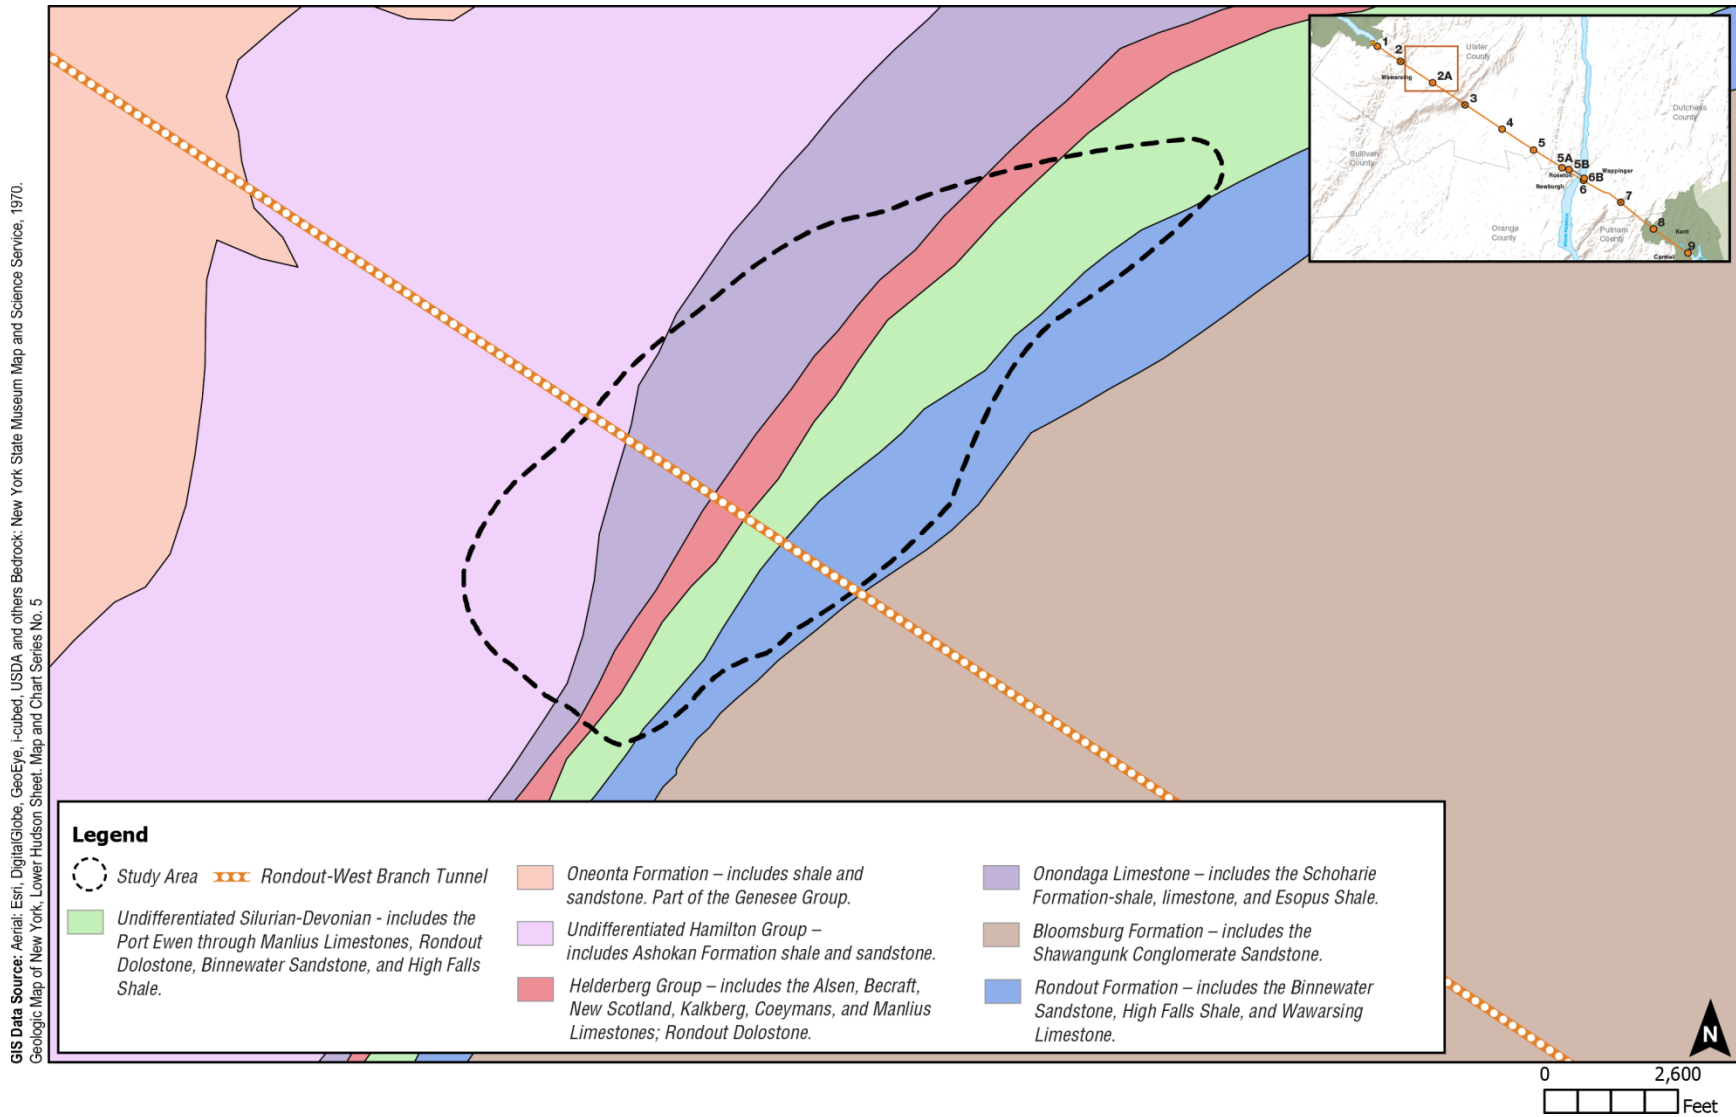 GIS Data Source: Aerial: Esri, DigitalGlobe, GeoEye, i-cubed, USDA and others Bedrock: New York State Museum Map and Science Service, 1970.
Geologic Map of New York, Lower Hudson Sheet. Map and Chart Series No. 5
1
2
Wawarsing
2A
3
4
5
5A
5B
6B
6
7
8
9
Ulster
County
Dutchess
County
Sullivan
County
Roseton
Wappinger
Newburgh
Orange
County
Putnam
County
Kent
Carmel
Legend
Study Area
Rondout-West Branch Tunnel
Undifferentiated Silurian-Devonian - includes the
Port Ewen through Manlius Limestones, Rondout
Dolostone, Binnewater Sandstone, and High Falls
Shale.
Oneonta Formation – includes shale and
sandstone. Part of the Genesee Group.
Undifferentiated Hamilton Group –
includes Ashokan Formation shale and sandstone.
Helderberg Group – includes the Alsen, Becraft,
New Scotland, Kalkberg, Coeymans, and Manlius
Limestones; Rondout Dolostone.
Onondaga Limestone – includes the Schoharie
Formation-shale, limestone, and Esopus Shale.
Bloomsburg Formation – includes the
Shawangunk Conglomerate Sandstone.
Rondout Formation – includes the Binnewater
Sandstone, High Falls Shale, and Wawarsing
Limestone.
N
0 2,600
Feet